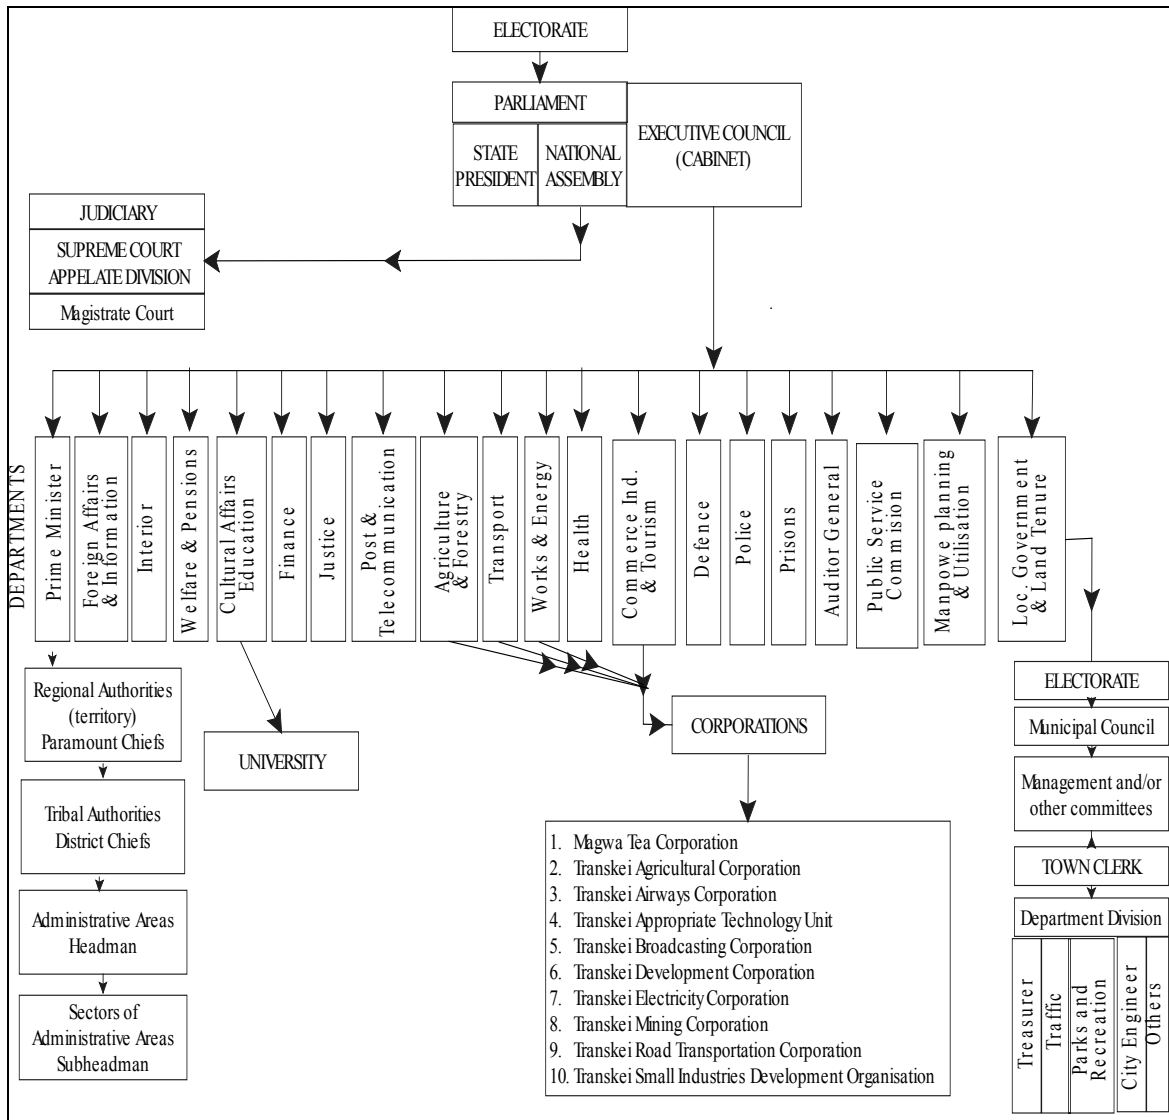 ELECTORATE
PARLIAMENT
STATE
PRESIDENT
NATIONAL
ASSEMBLY
EXECUTIVE COUNCIL
(CABINET)
JUDICIARY
SUPREME COURT
APPELATE DIVISION
Magistrate Court
DEPARTMENTS
Prime Minister
Foreign Affairs
& Information
Interior
Welfare & Pensions
Cultural Affairs
Education
Finance
Justice
Post &
Telecommunication
Agriculture
& Forestry
Transport
Works & Energy
Health
Commerce Ind.
& Tourism
Defence
Police
Prisons
Auditor General
Public Service
Commission
Manpowe planning
& Utilisation
Loc. Government
& Land Tenure
Regional Authorities
(territory)
Paramount Chiefs
Tribal Authorities
District Chiefs
Administrative Areas
Headman
Sectors of
Administrative Areas
Subheadman
UNIVERSITY
CORPORATIONS
1. Magwa Tea Corporation
2. Transkei Agricultural Corporation
3. Transkei Airways Corporation
4. Transkei Appropriate Technology Unit
5. Transkei Broadcasting Corporation
6. Transkei Development Corporation
7. Transkei Electricity Corporation
8. Transkei Mining Corporation
9. Transkei Road Transportation Corporation
10. Transkei Small Industries Development Organisation
ELECTORATE
Municipal Council
Management and/or
other committees
TOWN CLERK
Department Division
Treasurer
Traffic
Parks and
Recreation
City Engineer
Others